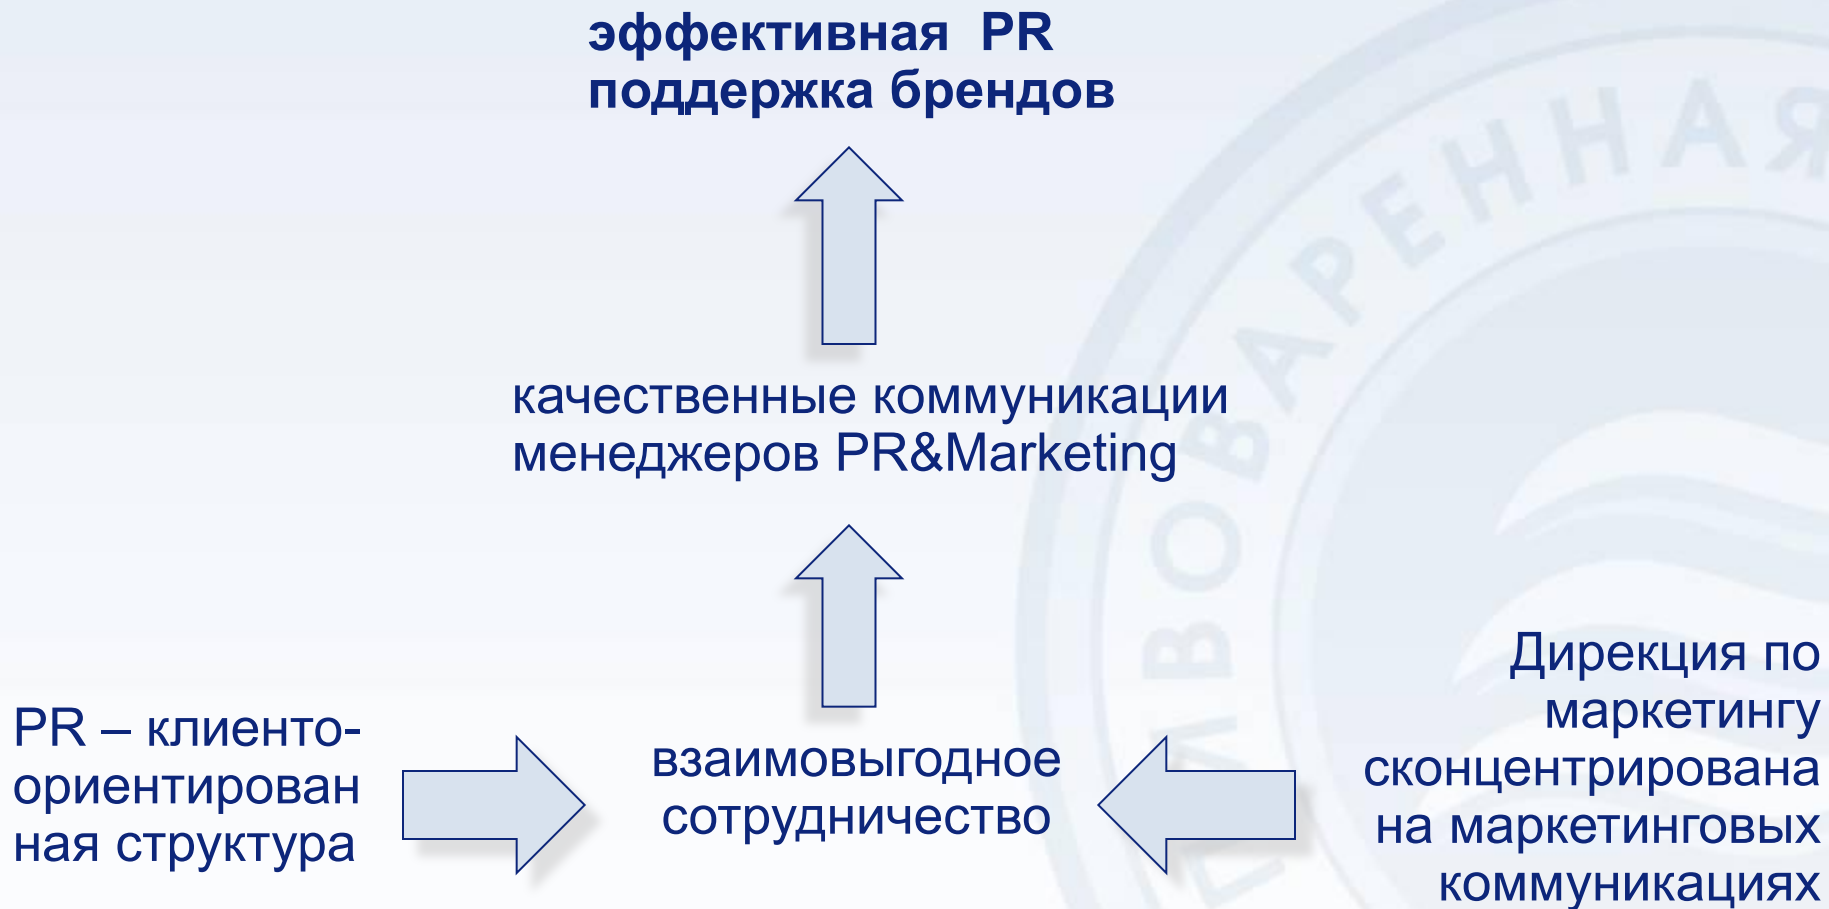 эффективная PR
поддержка брендов
качественные коммуникации
менеджеров PR&Marketing
PR – клиенто-
ориентирован
ная структура
взаимовыгодное
сотрудничество
Дирекция по
маркетингу
сконцентрирована
на маркетинговых
коммуникациях
ПИВОВАРЕННАЯ